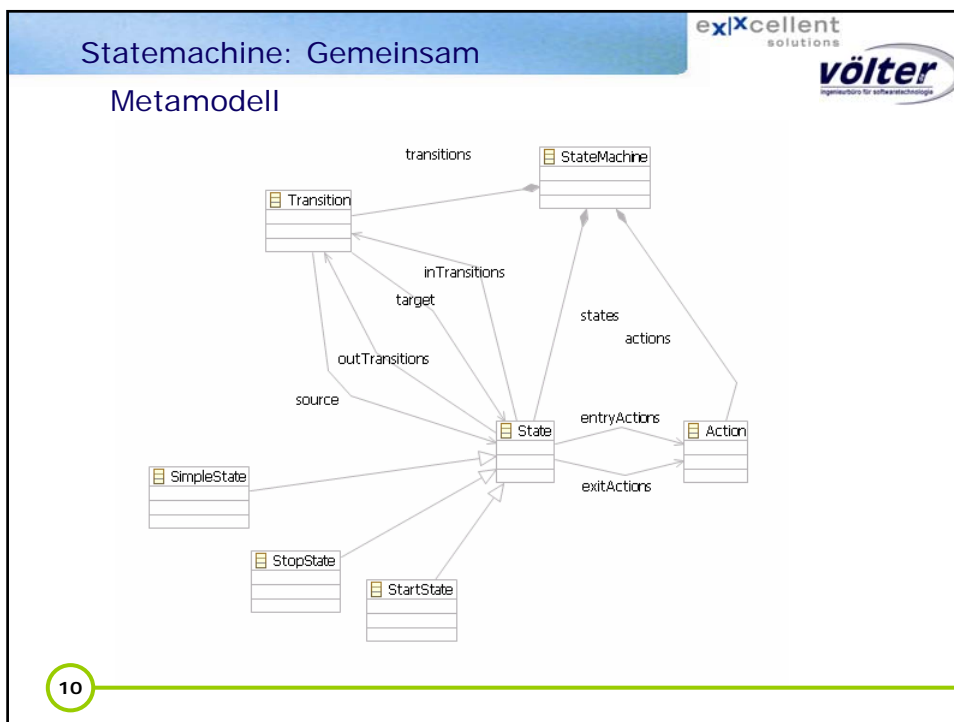 Statemachine: Gemeinsam
ex|xcellent
solutions
völter
ingenieurbüro für softwaretechnologie
Metamodell
transitions
StateMachine
Transition
inTransitions
target
states
actions
outTransitions
source
entryActions
State
Action
exitActions
SimpleState
StopState
StartState
10